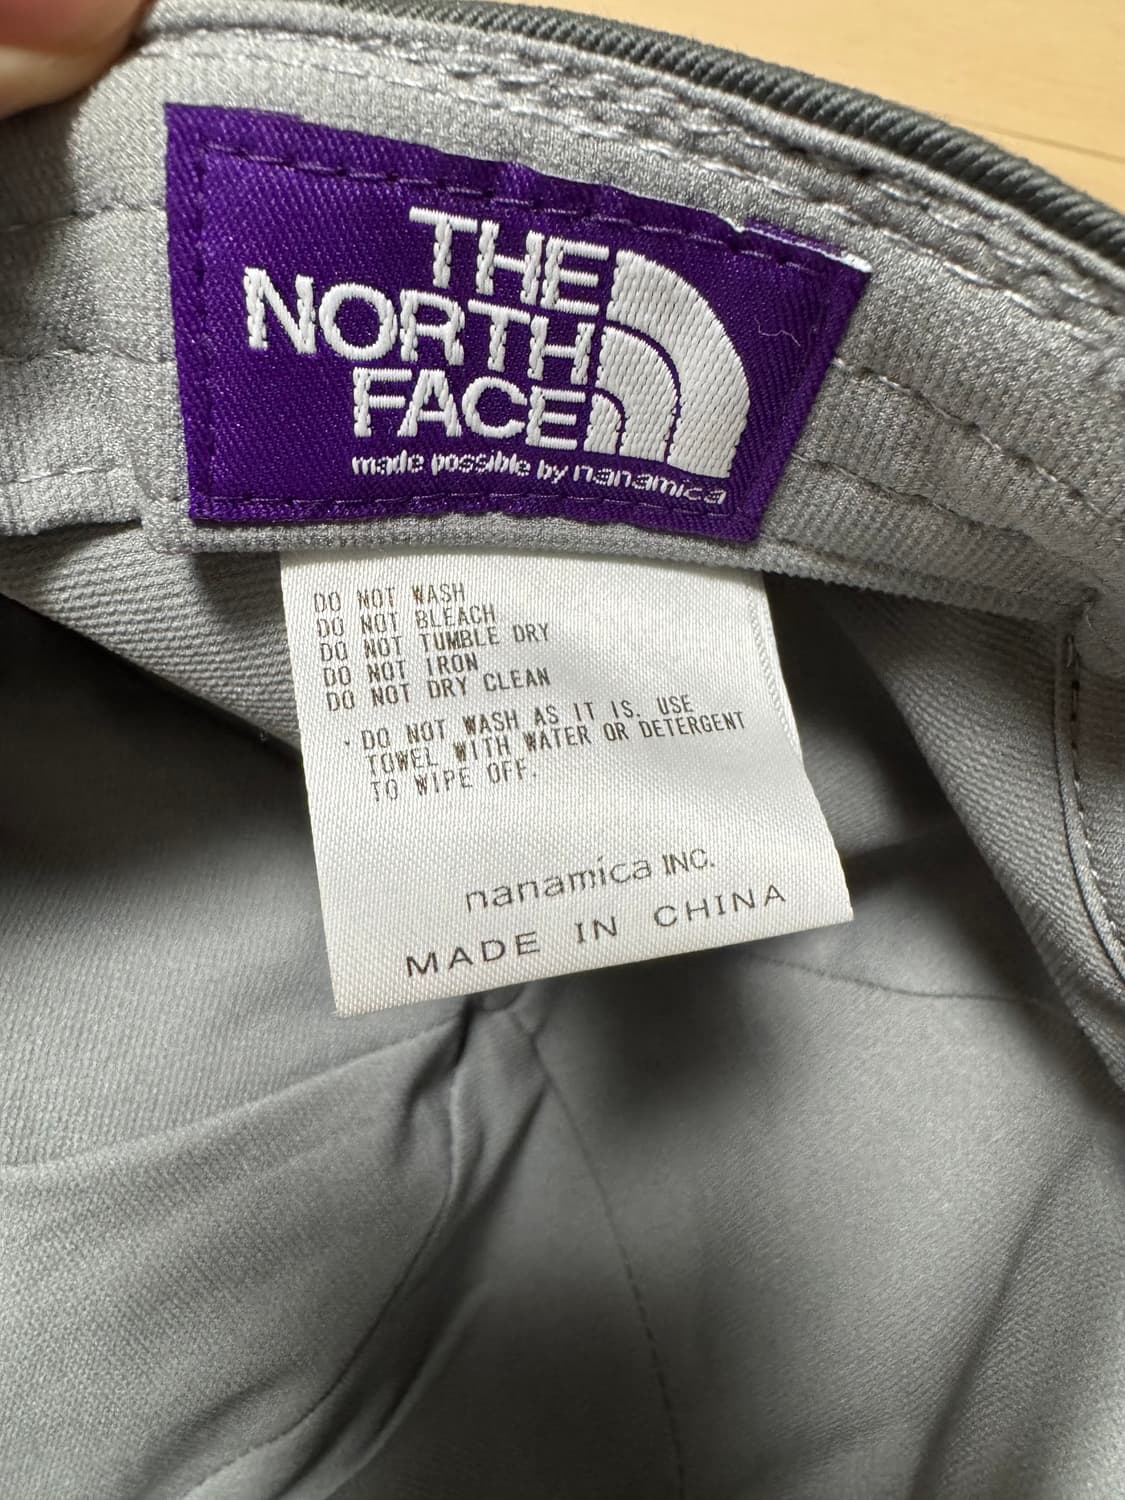 THE
NORTH
FACE
made possible by nanamica
DO NOT WASH
DO NOT BLEACH
DO NOT TUMBLE DRY
DO NOT IRON
DO NOT DRY CLEAN
・DO NOT WASH AS IT IS. USE
TOWEL WITH WATER OR DETERGENT
TO WIPE OFF.
nanamica INC.
MADE IN CHINA